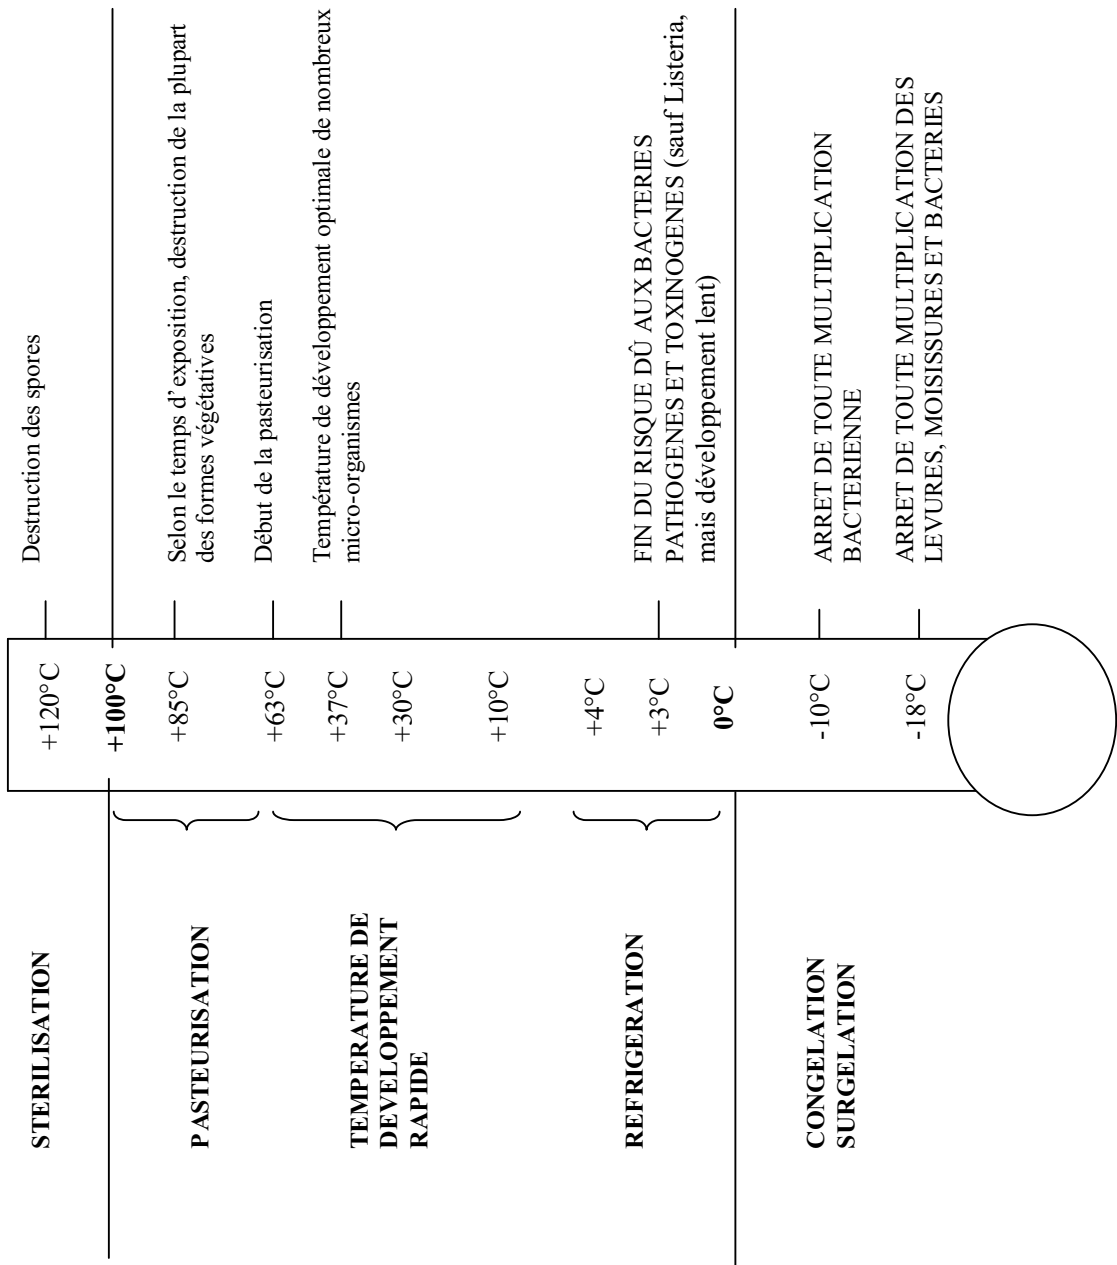 STERILISATION
PASTEURISATION
TEMPERATURE DE
DEVELOPPEMENT
RAPIDE
REFRIGERATION
CONGELATION
SURGELATION
+120°C
+100°C
+85°C
+63°C
+37°C
+30°C
+10°C
+4°C
+3°C
0°C
-10°C
-18°C
Destruction des spores
Selon le temps d'exposition, destruction de la plupart
des formes végétatives
Début de la pasteurisation
Température de développement optimale de nombreux
micro-organismes
FIN DU RISQUE DÛ AUX BACTERIES
PATHOGENES ET TOXINOGENES (sauf Listeria,
mais développement lent)
ARRET DE TOUTE MULTIPLICATION
BACTERIENNE
ARRET DE TOUTE MULTIPLICATION DES
LEVURES, MOISISSURES ET BACTERIES